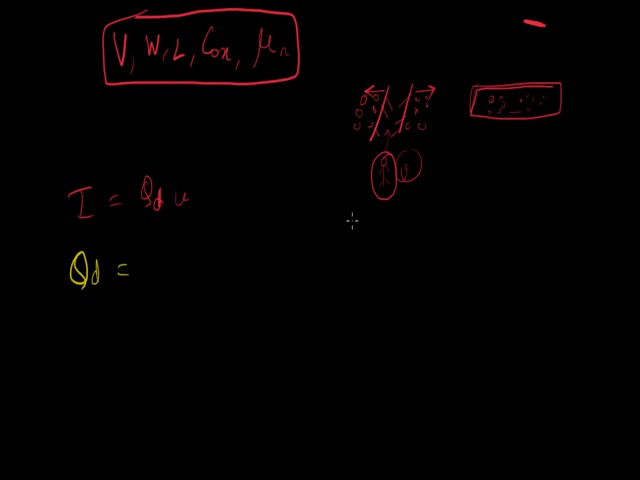 V, W, L, Cox, μn
I = Qd v
Qd =